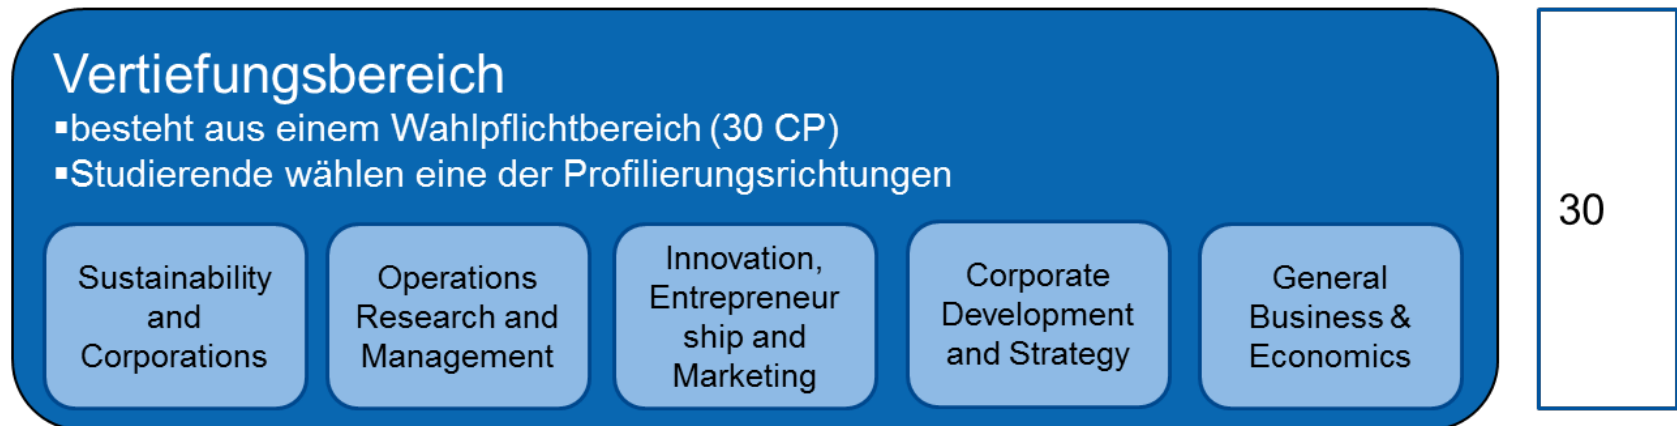 Vertiefungsbereich
▪besteht aus einem Wahlpflichtbereich (30 CP)
▪Studierende wählen eine der Profilierungsrichtungen
Sustainability
and
Corporations
Operations
Research and
Management
Innovation,
Entrepreneur
ship and
Marketing
Corporate
Development
and Strategy
General
Business &
Economics
30